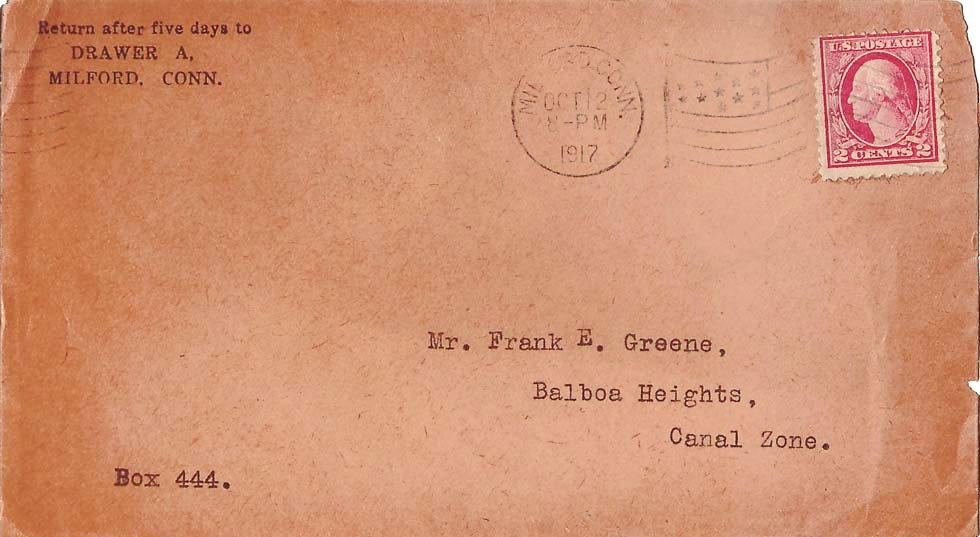 Return after five days to
DRAWER A,
MILFORD, CONN.
MILFORD, CONN.
OCT 12
8-PM
1917
U.S. POSTAGE
2 CENTS 2
Mr. Frank E. Greene,
Balboa Heights,
Canal Zone.
Box 444.